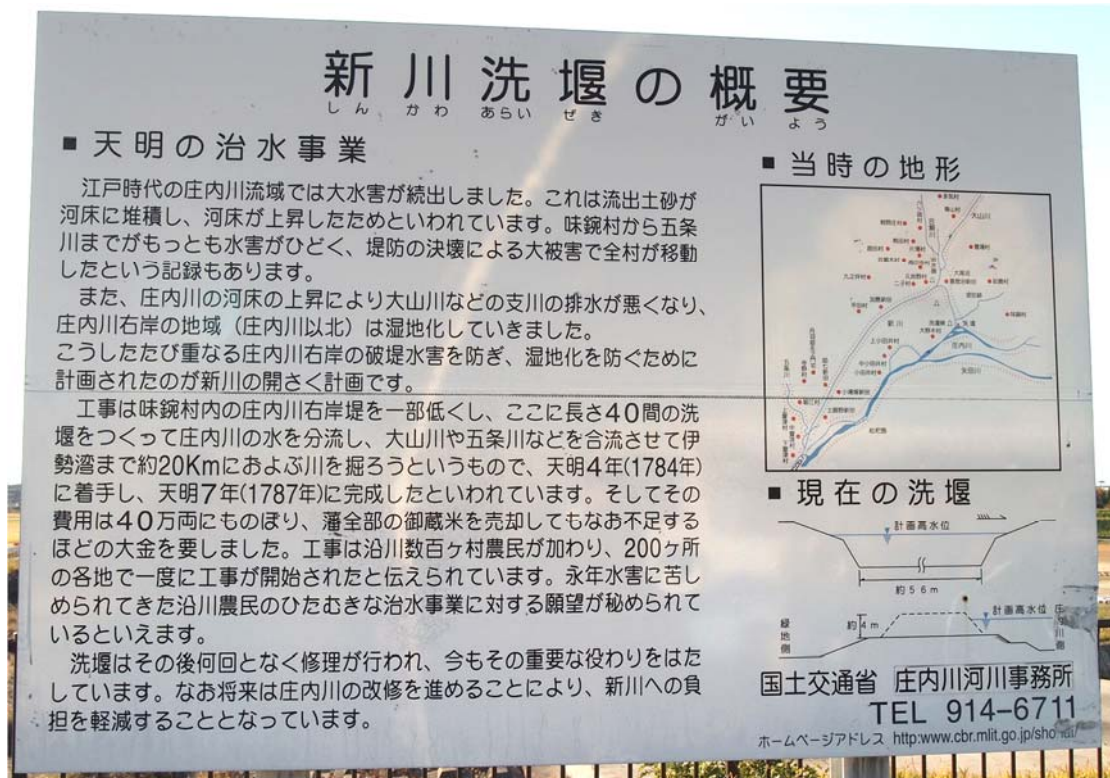 新川洗堰の概要
しん かわ あらい ぜき がい よう
■天明の治水事業
江戸時代の庄内川流域では大水害が続出しました。これは流出土砂が
河床に堆積し、河床が上昇したためといわれています。味鋺村から五条
川までがもっとも水害がひどく、堤防の決壊による大被害で全村が移動
したという記録もあります。
また、庄内川の河床の上昇により大山川などの支川の排水が悪くなり、
庄内川右岸の地域(庄内川以北)は湿地化していきました。
こうしたたび重なる庄内川右岸の破堤水害を防ぎ、湿地化を防ぐために
計画されたのが新川の開さく計画です。
工事は味鋺村内の庄内川右岸堤を一部低くし、ここに長さ40間の洗
堰をつくって庄内川の水を分流し、大山川や五条川などを合流させて伊
勢湾まで約20Kmにおよぶ川を掘ろうというもので、天明4年(1784年)
に着手し、天明7年(1787年)に完成したといわれています。そしてその
費用は40万両にものぼり、藩全部の御蔵米を売却してもなお不足する
ほどの大金を要しました。工事は沿川数百ヶ村農民が加わり、200ヶ所
の各地で一度に工事が開始されたと伝えられています。永年水害に苦し
められてきた沿川農民のひたむきな治水事業に対する願望が秘められて
いるといえます。
洗堰はその後何回となく修理が行われ、今もその重要な役わりをはた
しています。なお将来は庄内川の改修を進めることにより、新川への負
担を軽減することとなっています。
■当時の地形
大山川
新川
上小田井村
中小田井村
小田井村
庄内川
矢田川
五条川
■現在の洗堰
計画高水位
約56m
計画高水位
約4m
緑地側
国土交通省 庄内川河川事務所
TEL 914-6711
ホームページアドレス http:www.cbr.mlit.go.jp/sho